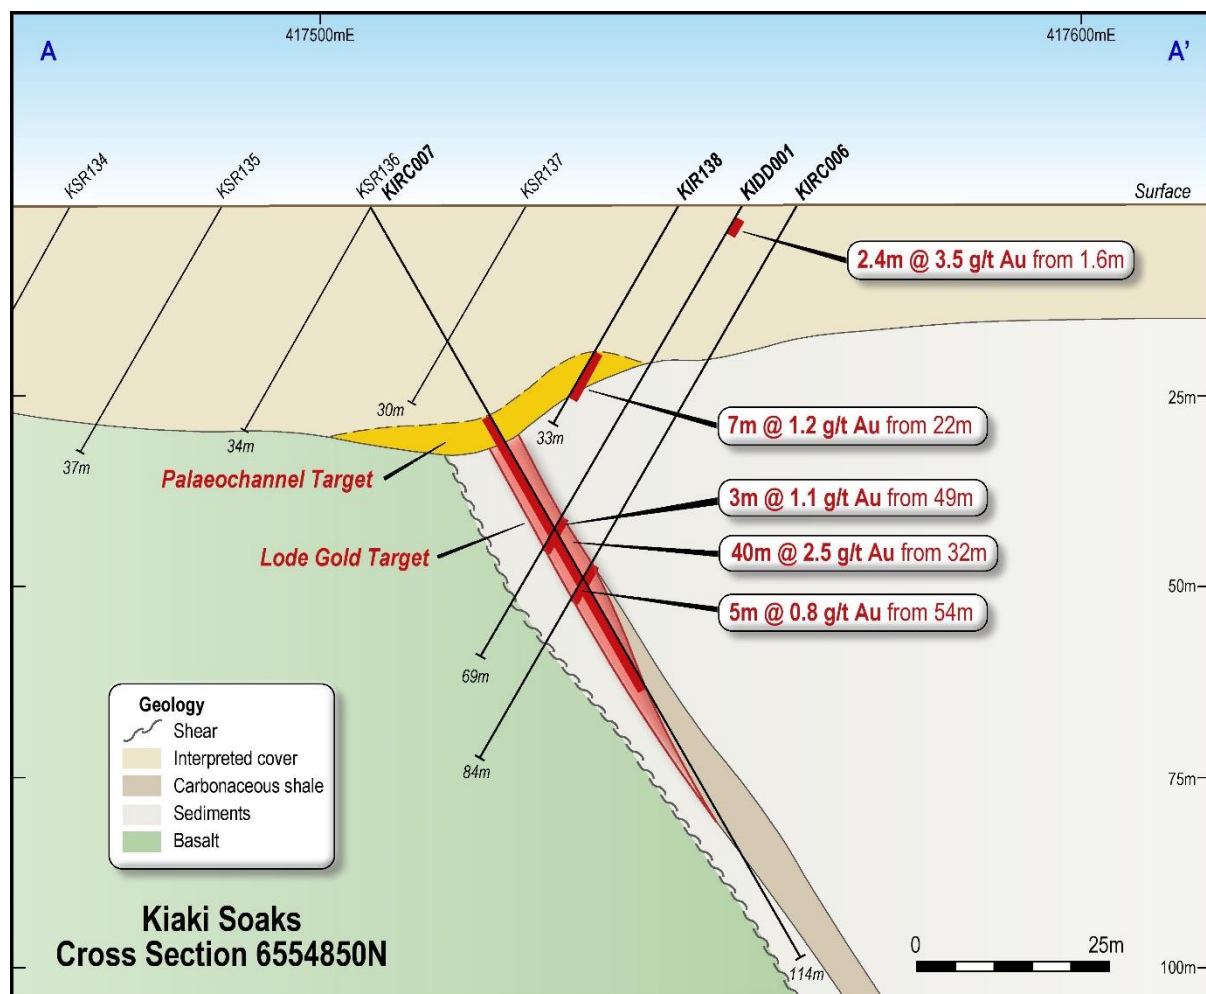 417500mE
417600mE
A
A'
KSR134
KSR135
KSR136
KIRC007
KSR137
KIR138
KIDD001
KIRC006
Surface
2.4m @ 3.5 g/t Au from 1.6m
25m
30m
33m
34m
37m
7m @ 1.2 g/t Au from 22m
Palaeochannel Target
3m @ 1.1 g/t Au from 49m
Lode Gold Target
40m @ 2.5 g/t Au from 32m
50m
5m @ 0.8 g/t Au from 54m
69m
84m
75m
Geology
Shear
Interpreted cover
Carbonaceous shale
Sediments
Basalt
Kiaki Soaks
Cross Section 6554850N
0
25m
114m
100m